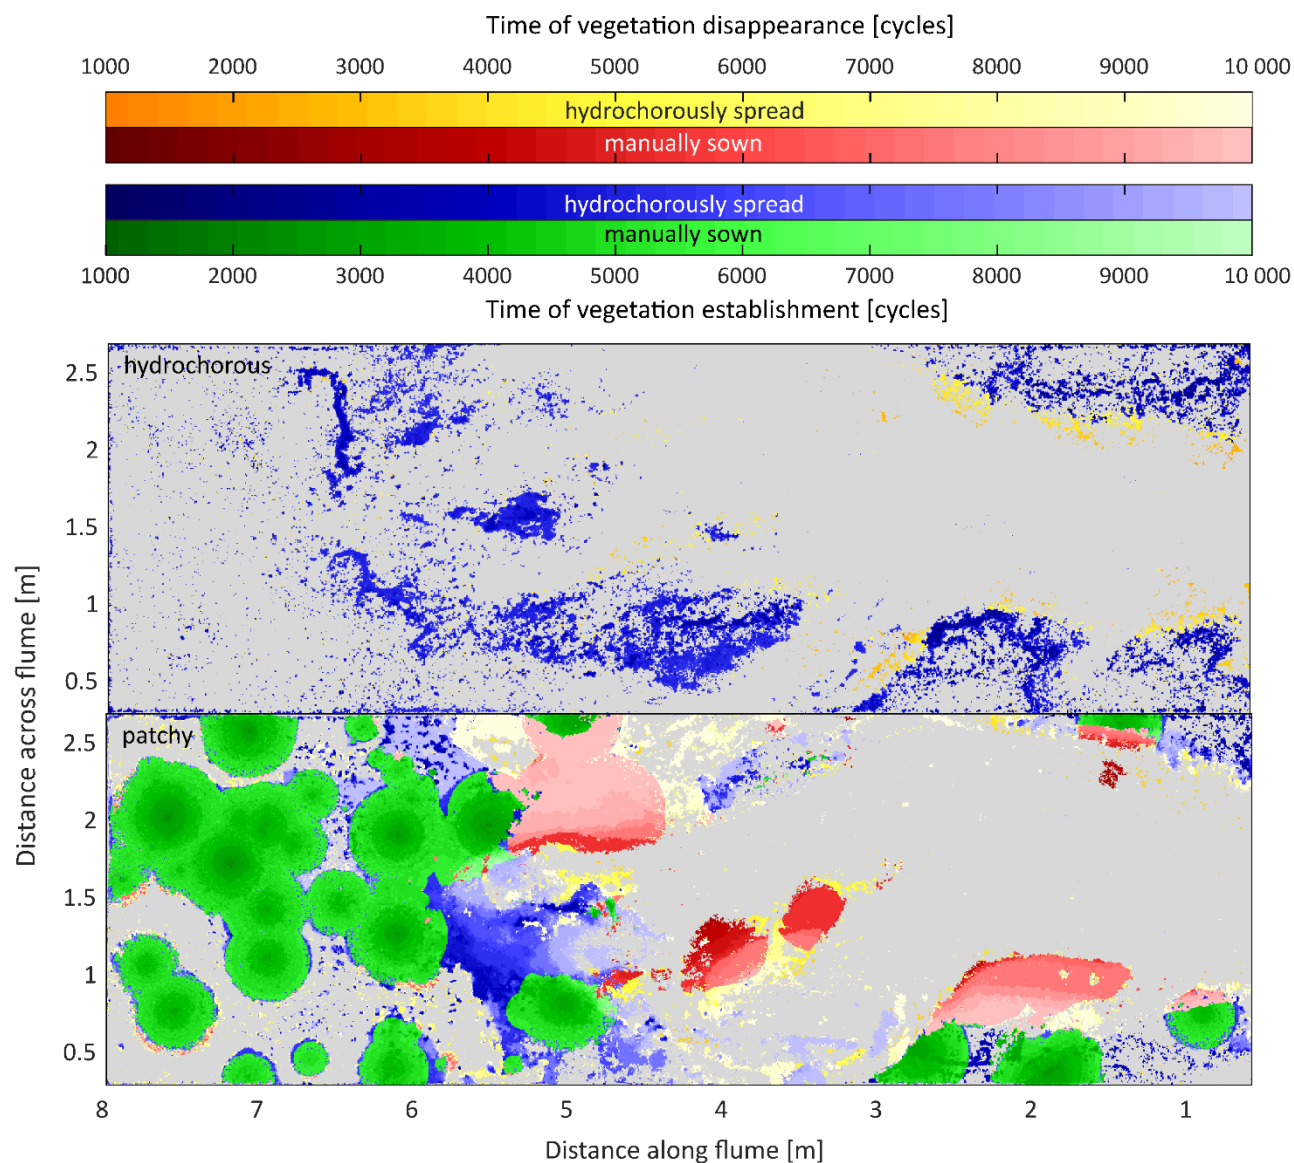 Time of vegetation disappearance [cycles]
1000 2000 3000 4000 5000 6000 7000 8000 9000 10 000
hydrochorously spread
manually sown
hydrochorously spread
manually sown
1000 2000 3000 4000 5000 6000 7000 8000 9000 10 000
Time of vegetation establishment [cycles]
hydrochorous
2.5
2
1.5
1
0.5
patchy
2.5
2
1.5
1
0.5
Distance across flume [m]
8 7 6 5 4 3 2 1
Distance along flume [m]